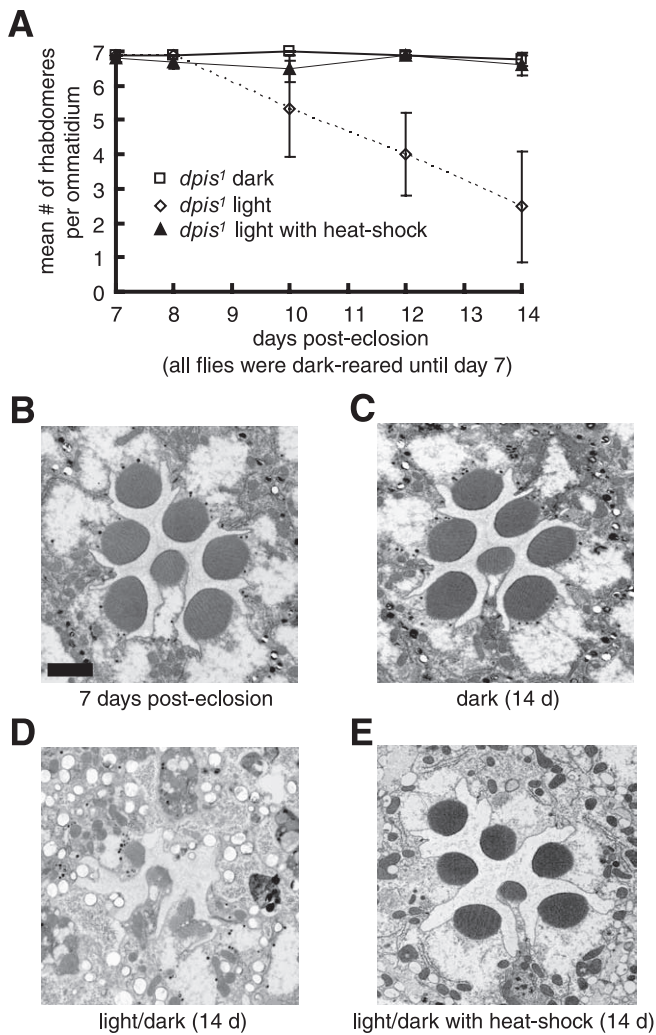 A
mean # of rhabdomeres
per ommatidium
7
6
5
4
3
2
1
0
dpis¹ dark
dpis¹ light
dpis¹ light with heat-shock
7 8 9 10 11 12 13 14
days post-eclosion
(all flies were dark-reared until day 7)
B
7 days post-eclosion
C
dark (14 d)
D
light/dark (14 d)
E
light/dark with heat-shock (14 d)